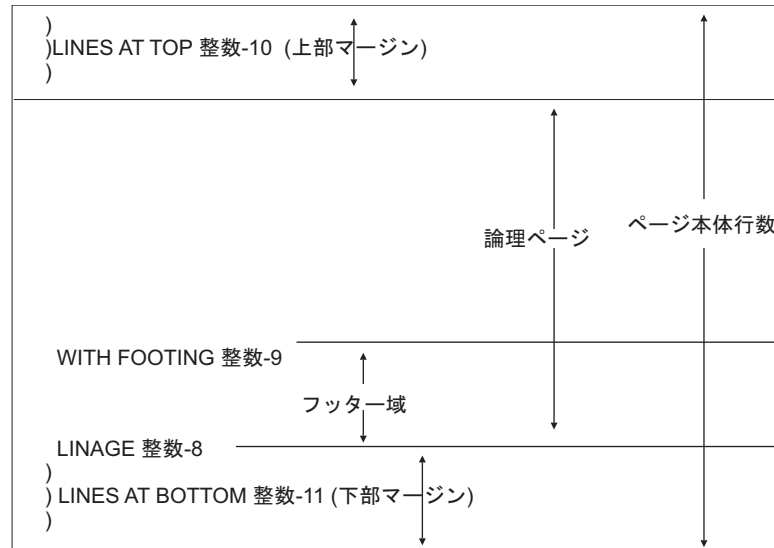 )
)LINES AT TOP 整数-10 (上部マージン)
)
論理ページ
ページ本体行数
WITH FOOTING 整数-9
フッター域
LINAGE 整数-8
)
) LINES AT BOTTOM 整数-11 (下部マージン)
)